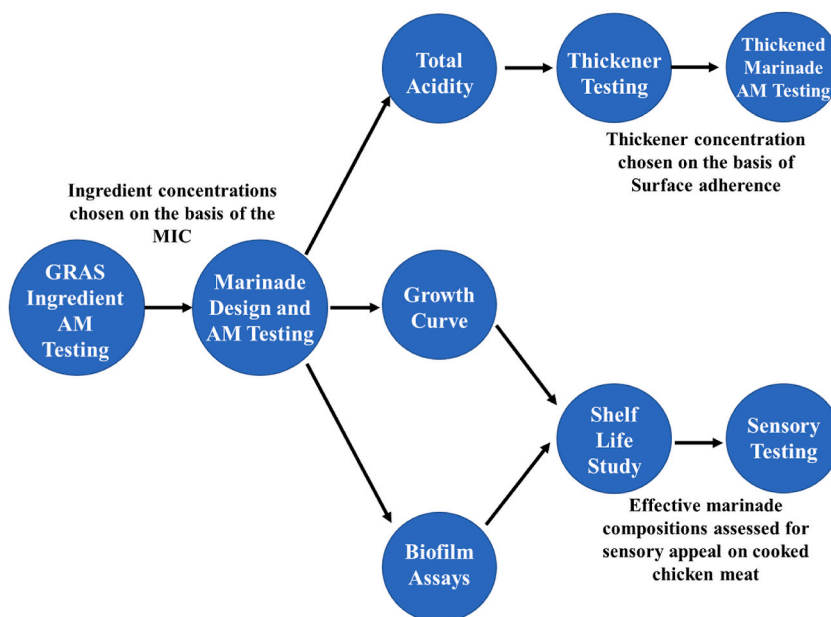 Total
Acidity
Thickener
Testing
Thickened
Marinade
AM Testing
Thickener concentration
chosen on the basis of
Surface adherence
Ingredient concentrations
chosen on the basis of the
MIC
GRAS
Ingredient
AM
Testing
Marinade
Design and
AM Testing
Growth
Curve
Shelf
Life
Study
Sensory
Testing
Effective marinade
compositions assessed for
sensory appeal on cooked
chicken meat
Biofilm
Assays